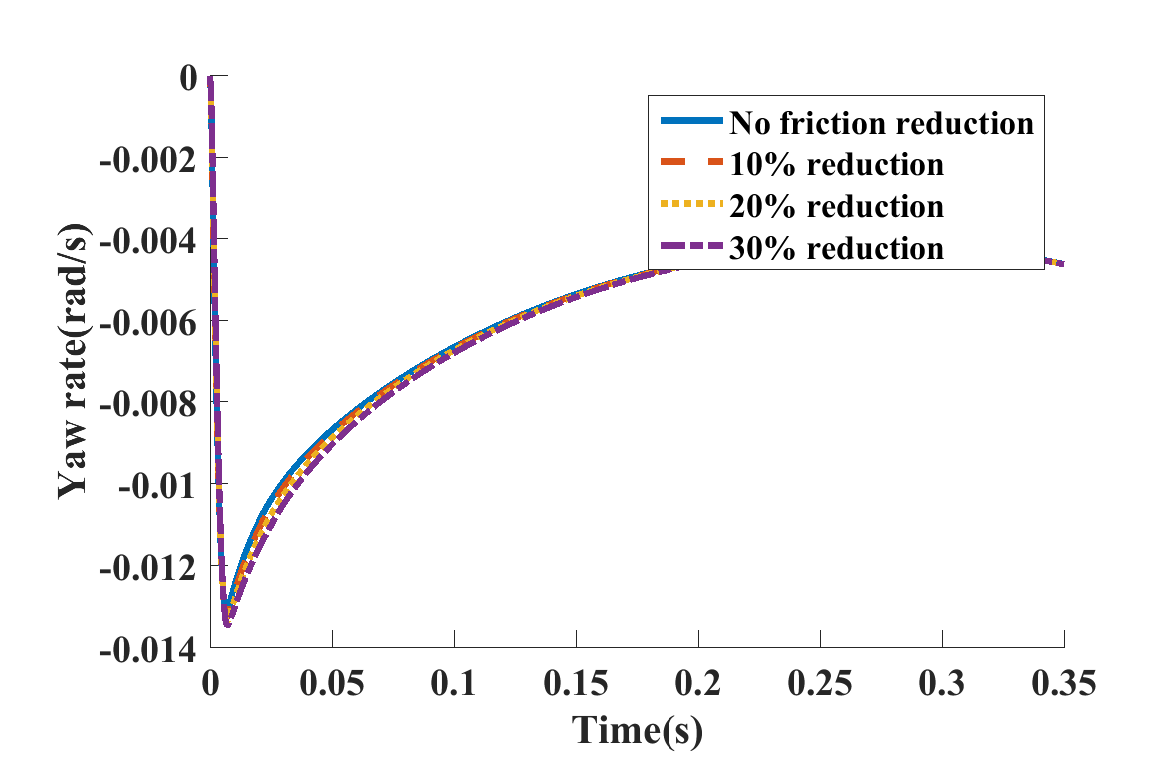 0
-0.002
-0.004
-0.006
-0.008
-0.01
-0.012
-0.014
Yaw rate(rad/s)
No friction reduction
10% reduction
20% reduction
30% reduction
0 0.05 0.1 0.15 0.2 0.25 0.3 0.35
Time(s)